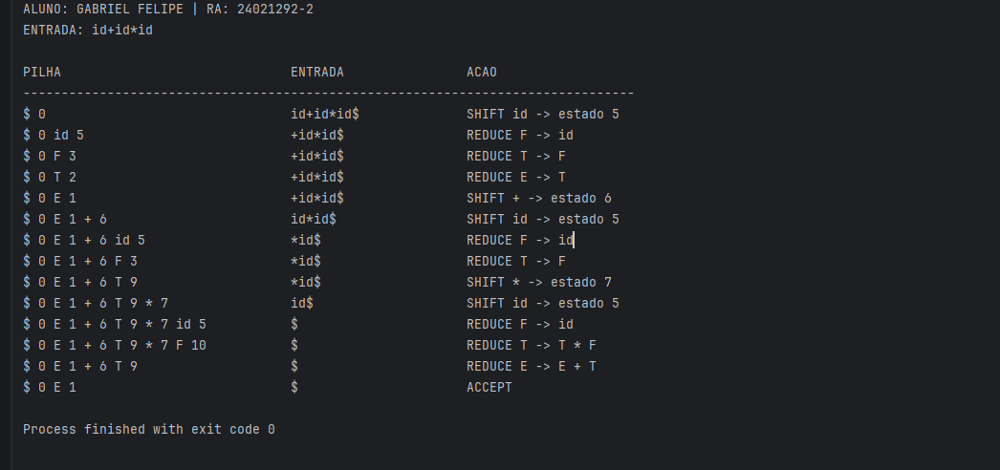 ALUNO: GABRIEL FELIPE | RA: 24021292-2
ENTRADA: id+id*id
PILHA ENTRADA ACAO
--------------------------------------------------------------------------------
$ 0 id+id*id$ SHIFT id -> estado 5
$ 0 id 5 +id*id$ REDUCE F -> id
$ 0 F 3 +id*id$ REDUCE T -> F
$ 0 T 2 +id*id$ REDUCE E -> T
$ 0 E 1 +id*id$ SHIFT + -> estado 6
$ 0 E 1 + 6 id*id$ SHIFT id -> estado 5
$ 0 E 1 + 6 id 5 *id$ REDUCE F -> id
$ 0 E 1 + 6 F 3 *id$ REDUCE T -> F
$ 0 E 1 + 6 T 9 *id$ SHIFT * -> estado 7
$ 0 E 1 + 6 T 9 * 7 id$ SHIFT id -> estado 5
$ 0 E 1 + 6 T 9 * 7 id 5 $ REDUCE F -> id
$ 0 E 1 + 6 T 9 * 7 F 10 $ REDUCE T -> T * F
$ 0 E 1 + 6 T 9 $ REDUCE E -> E + T
$ 0 E 1 $ ACCEPT
Process finished with exit code 0